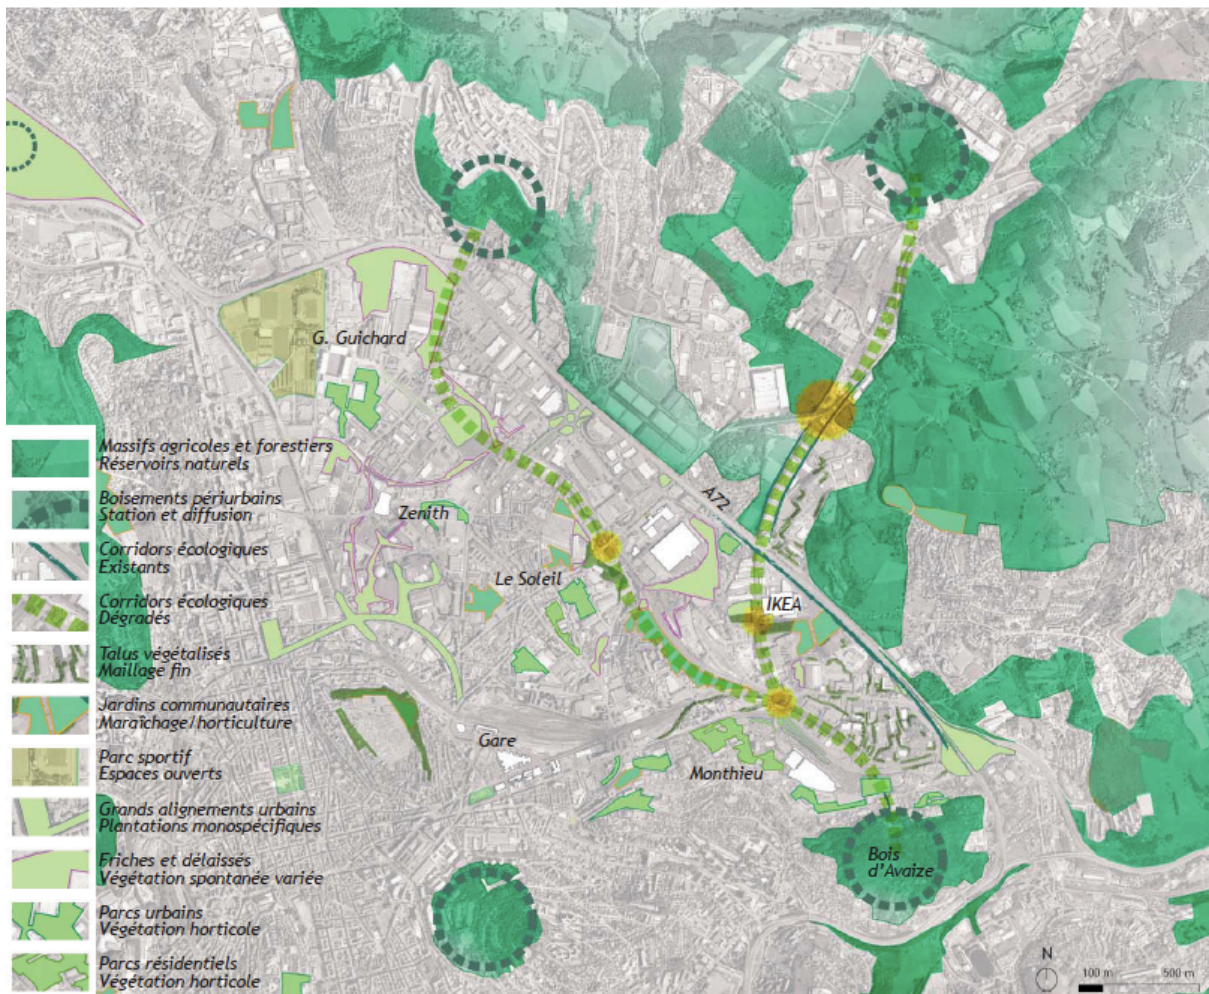 G. Guichard
A72
Zenith
Le Soleil
IKEA
Gare
Monthieu
Bois
d'Avaize
Massifs agricoles et forestiers
Réservoirs naturels
Boisements périurbains
Station et diffusion
Corridors écologiques
Existants
Corridors écologiques
Dégradés
Talus végétalisés
Maillage fin
Jardins communautaires
Maraîchage/horticulture
Parc sportif
Espaces ouverts
Grands alignements urbains
Plantations monospécifiques
Friches et délaissés
Végétation spontanée variée
Parcs urbains
Végétation horticole
Parcs résidentiels
Végétation horticole
N
100 m 500 m